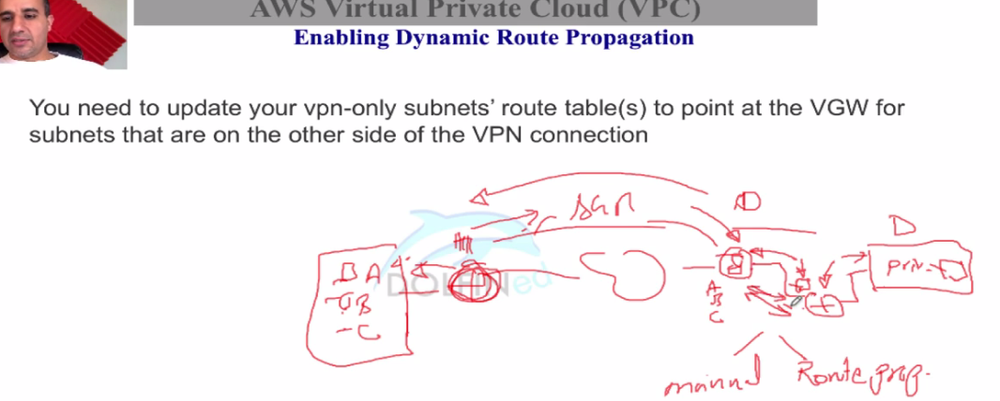 AWS Virtual Private Cloud (VPC)
Enabling Dynamic Route Propagation
You need to update your vpn-only subnets' route table(s) to point at the VGW for
subnets that are on the other side of the VPN connection
D
D
A
B
C
A
B
C
DOLFINed
manual Route prop.